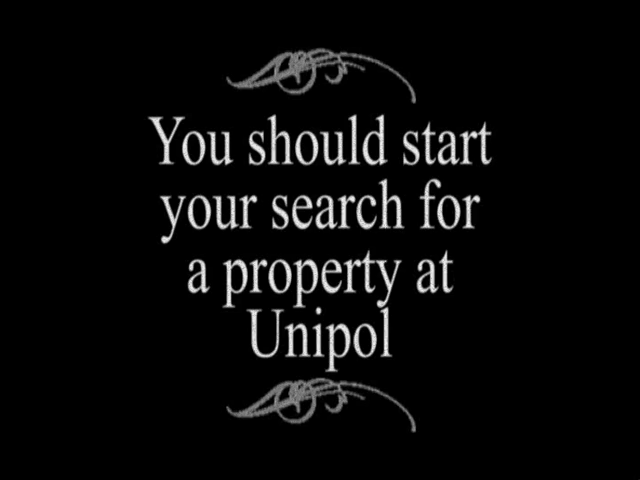 You should start
your search for
a property at
Unipol